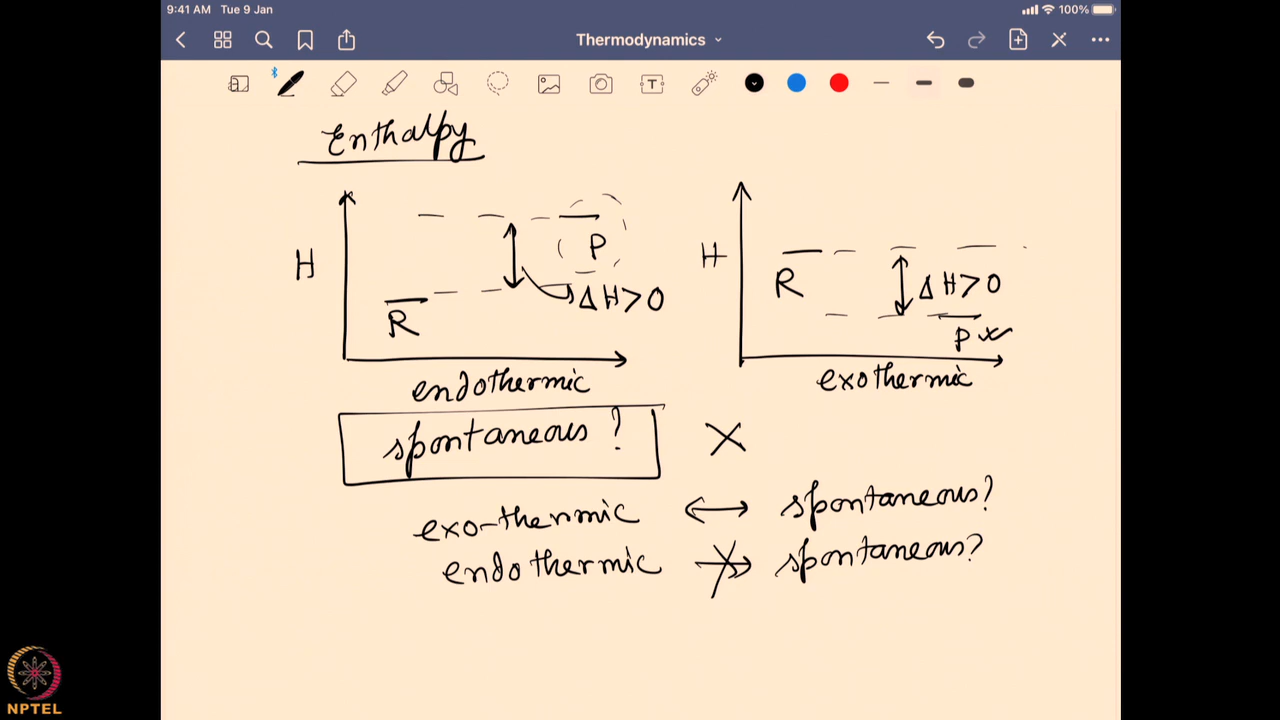 9:41 AM Tue 9 Jan
100%
Thermodynamics
T
Enthalpy
H
P
R
ΔH>0
endothermic
H
R
ΔH>0
P
exothermic
spontaneous?
exo-thermic ↔ spontaneous?
endothermic → spontaneous?
NPTEL